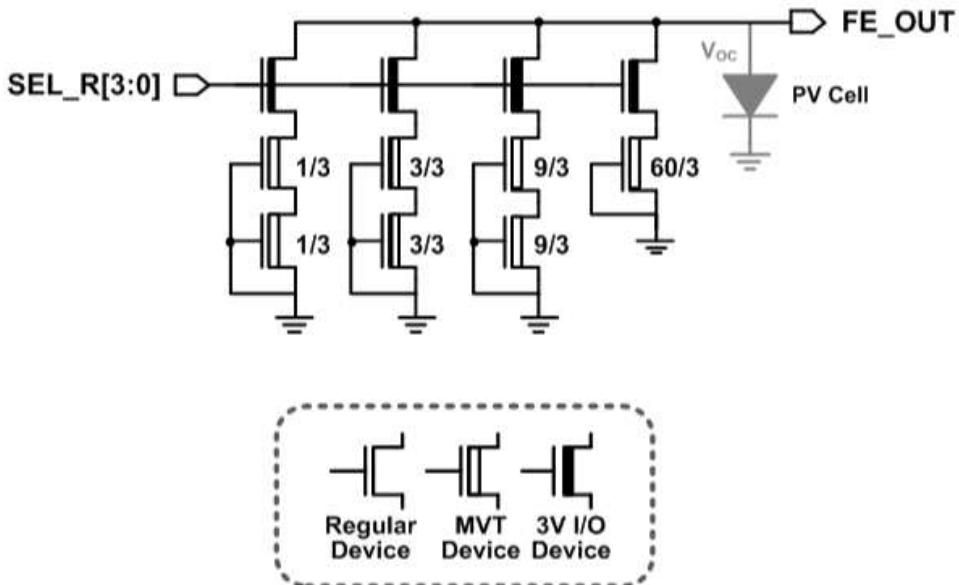 FE_OUT
V_OC
SEL_R[3:0]
PV Cell
1/3 3/3 9/3 60/3
1/3 3/3 9/3
Regular Device
MVT Device
3V I/O Device